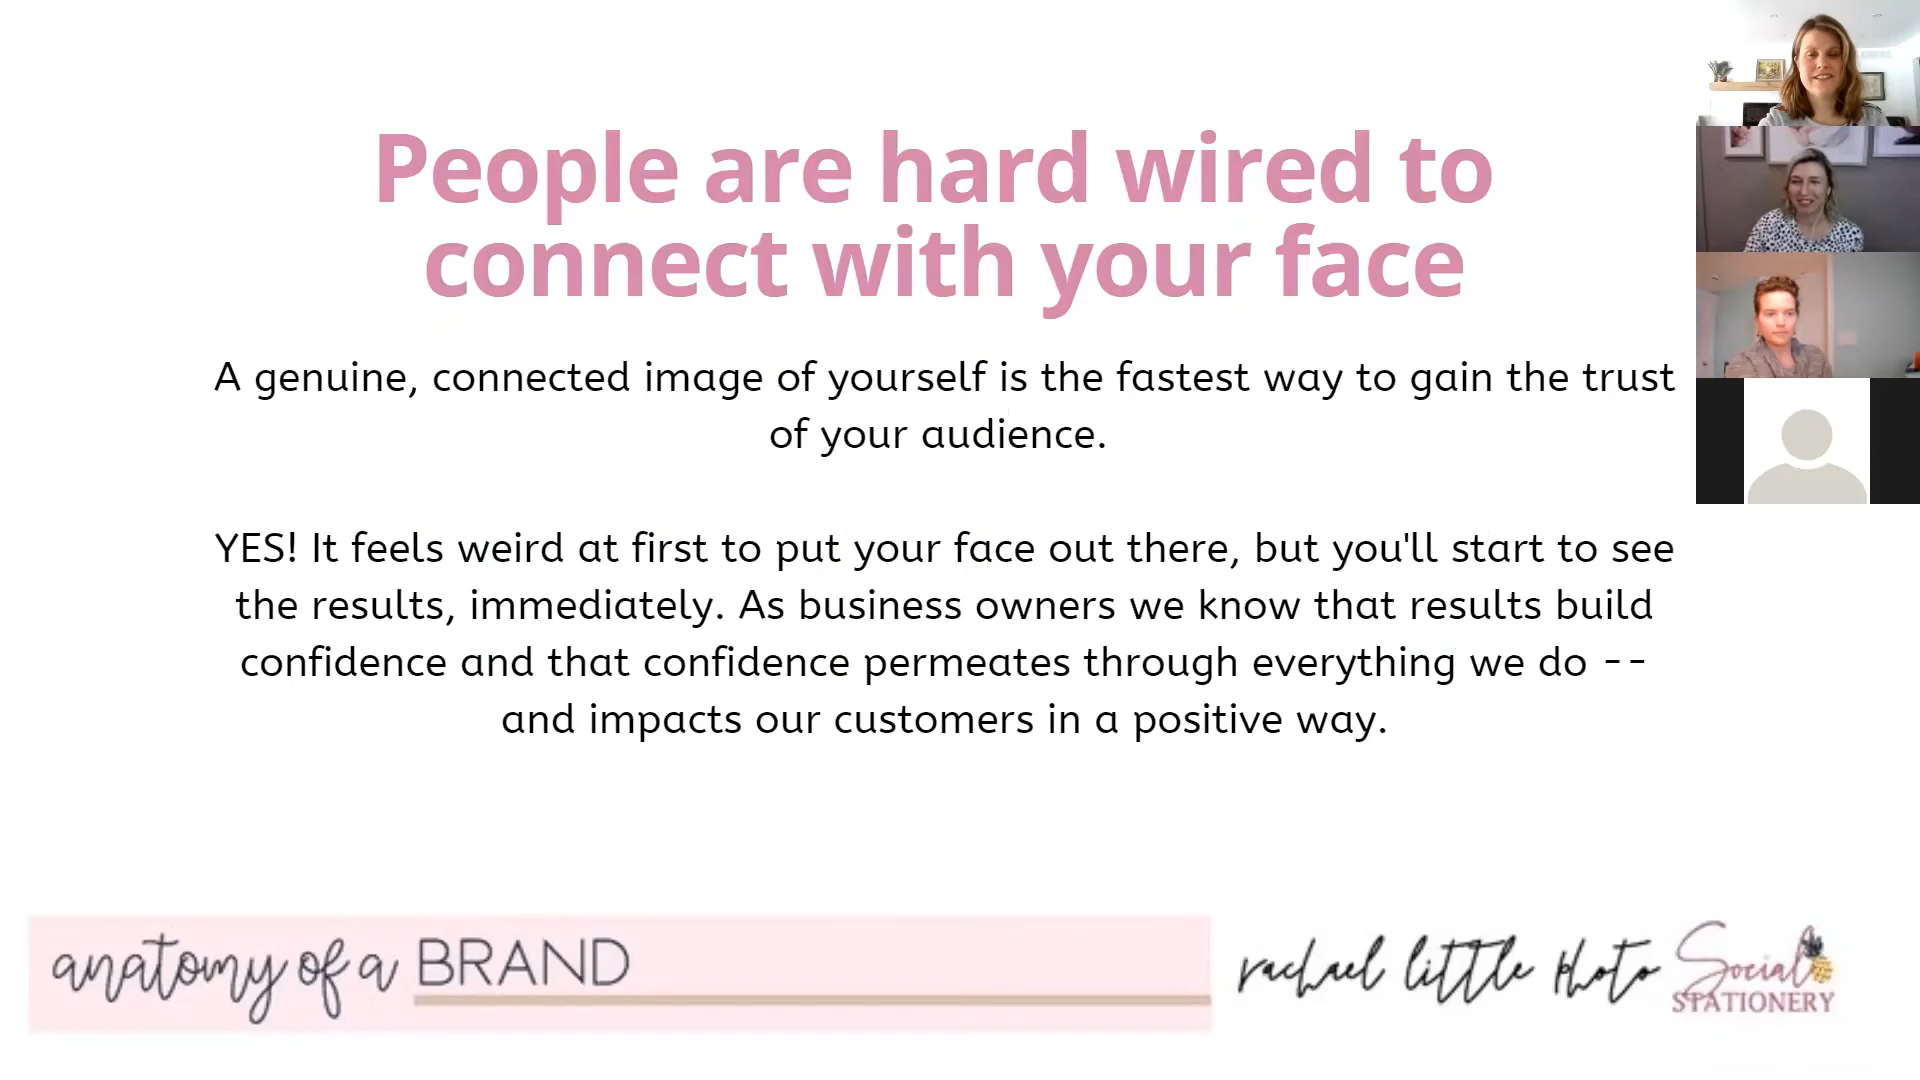 People are hard wired to
connect with your face
A genuine, connected image of yourself is the fastest way to gain the trust
of your audience.
YES! It feels weird at first to put your face out there, but you'll start to see
the results, immediately. As business owners we know that results build
confidence and that confidence permeates through everything we do --
and impacts our customers in a positive way.
anatomy of a BRAND
rachael little photo
Social
STATIONERY